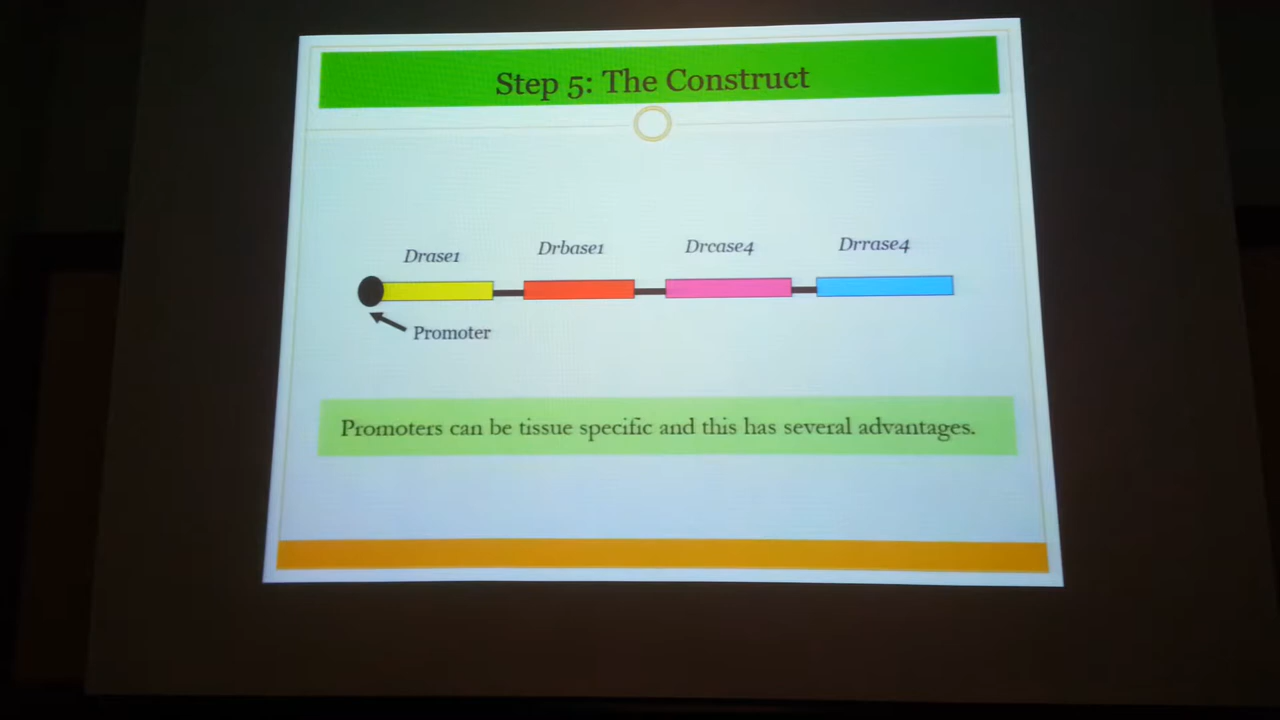 Step 5: The Construct
Drase1 Drbase1 Drcase4 Drrase4
Promoter
Promoters can be tissue specific and this has several advantages.